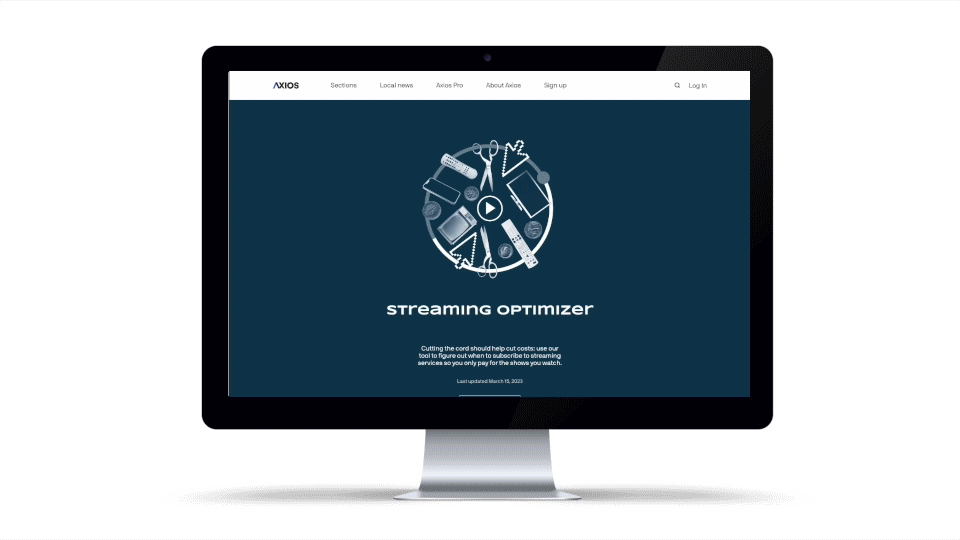 AXIOS
Sections
Local news
Axios Pro
About Axios
Sign up
Log In
STreaming OPTimizer
Cutting the cord should help cut costs: use our
tool to figure out when to subscribe to streaming
services so you only pay for the shows you watch.
Last updated March 15, 2023